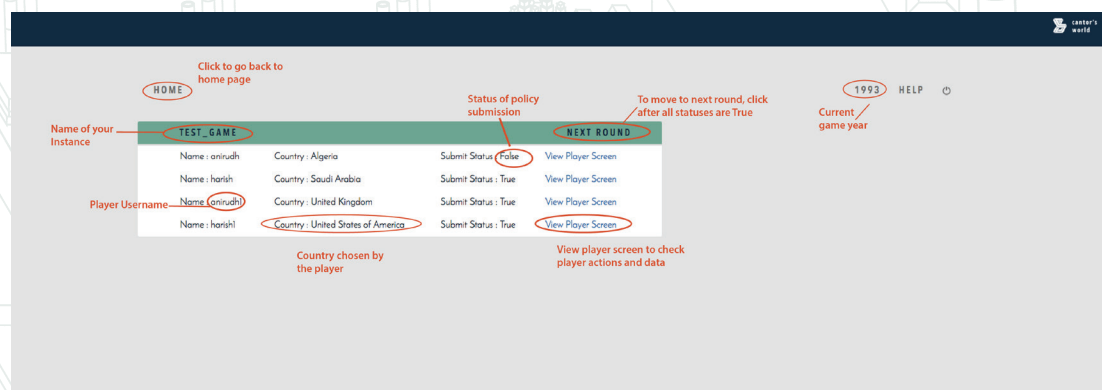 cantor's
world
Click to go back to
home page
HOME
1993 HELP
Status of policy
submission
To move to next round, click
after all statuses are True
Current
game year
Name of your
Instance
TEST_GAME NEXT ROUND
Name : anirudh Country : Algeria Submit Status : False View Player Screen
Name : harish Country : Saudi Arabia Submit Status : True View Player Screen
Player Username
Name : anirudh1 Country : United Kingdom Submit Status : True View Player Screen
Name : harish1 Country : United States of America Submit Status : True View Player Screen
Country chosen by
the player
View player screen to check
player actions and data